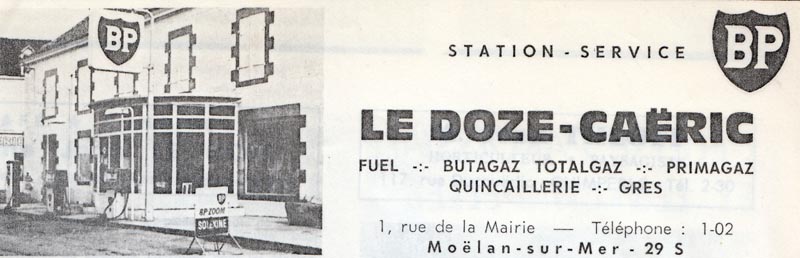 BP
BP ZOOM
SOLEXINE
STATION - SERVICE
BP
LE DOZE-CAËRIC
FUEL -:- BUTAGAZ TOTALGAZ -:- PRIMAGAZ
QUINCAILLERIE -:- GRES
1, rue de la Mairie — Téléphone : 1-02
Moëlan-sur-Mer - 29 S